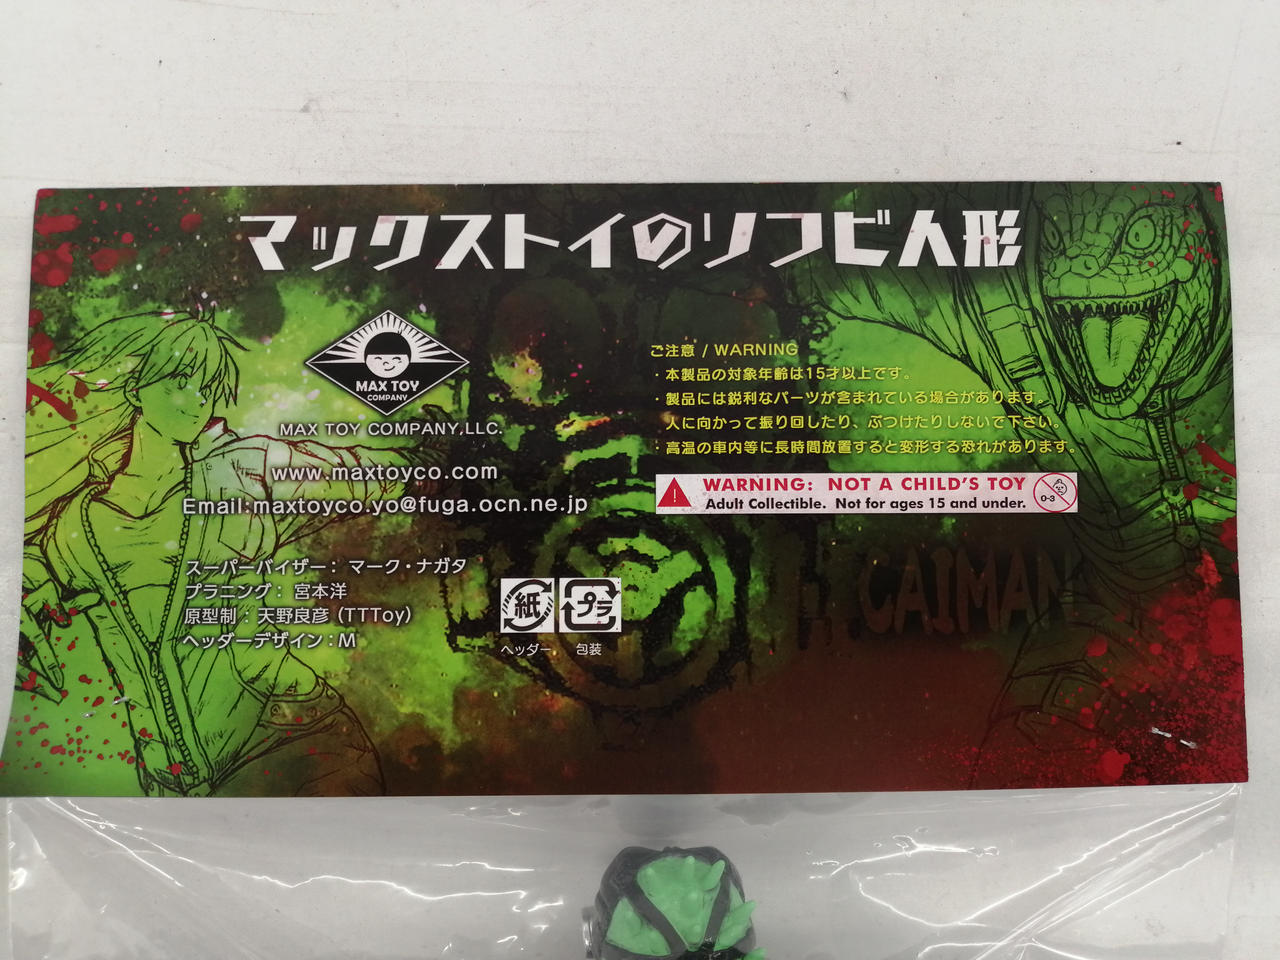 マックストイのソフビ人形
MAX TOY
COMPANY
MAX TOY COMPANY,LLC.
www.maxtoyco.com
Email:maxtoyco.yo@fuga.ocn.ne.jp
スーパーバイザー：マーク・ナガタ
プラニング：宮本洋
原型制：天野良彦（TTToy）
ヘッダーデザイン：M
紙
ヘッダー
プラ
包装
ご注意 / WARNING
・本製品の対象年齢は15才以上です。
・製品には鋭利なパーツが含まれている場合があります。
人に向かって振り回したり、ぶつけたりしないで下さい。
・高温の車内等に長時間放置すると変形する恐れがあります。
WARNING: NOT A CHILD'S TOY
Adult Collectible. Not for ages 15 and under.
0-3
CAIMAN